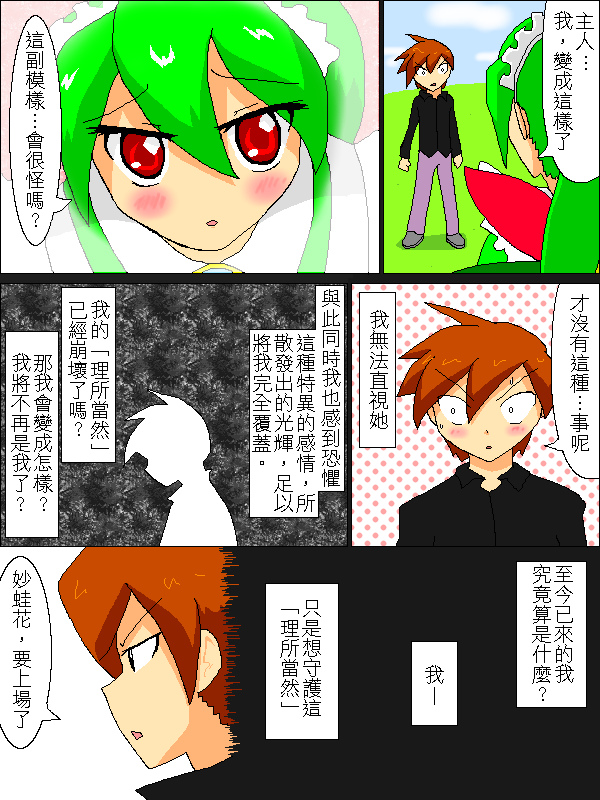 主人…
我，變成這樣了
這副模樣…會很怪嗎？
才沒有這種…事呢
我無法直視她
與此同時我也感到恐懼
這種特異的感情，所
散發出的光輝，足以
將我完全覆蓋。
我的「理所當然」
已經崩壞了嗎？
那我會變成怎樣？
我將不再是我了？
至今已來的我
究竟算是什麼？
我—
只是想守護這
「理所當然」
妙蛙花，要上場了